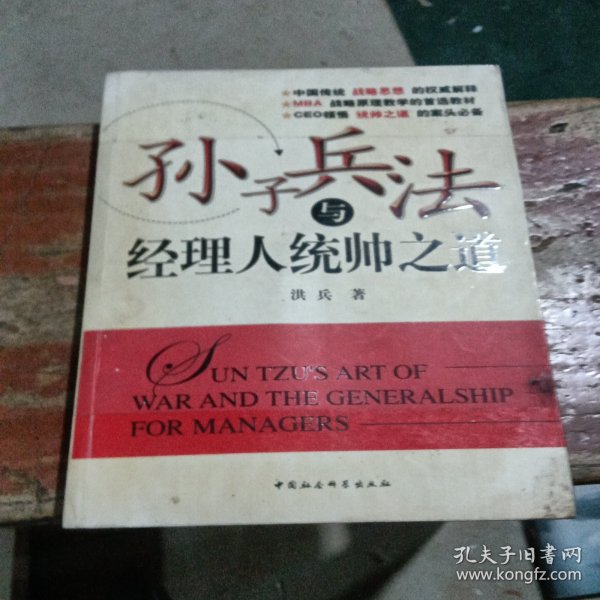 ★中国传统 战略思想 的权威解释
★MBA 战略原理教学的首选教材
★CEO领悟 统帅之道 的案头必备
孙子兵法
与
经理人统帅之道
洪兵 著
SUN TZU'S ART OF
WAR AND THE GENERALSHIP
FOR MANAGERS
中国社会科学出版社
孔夫子旧书网
www.kongfz.com